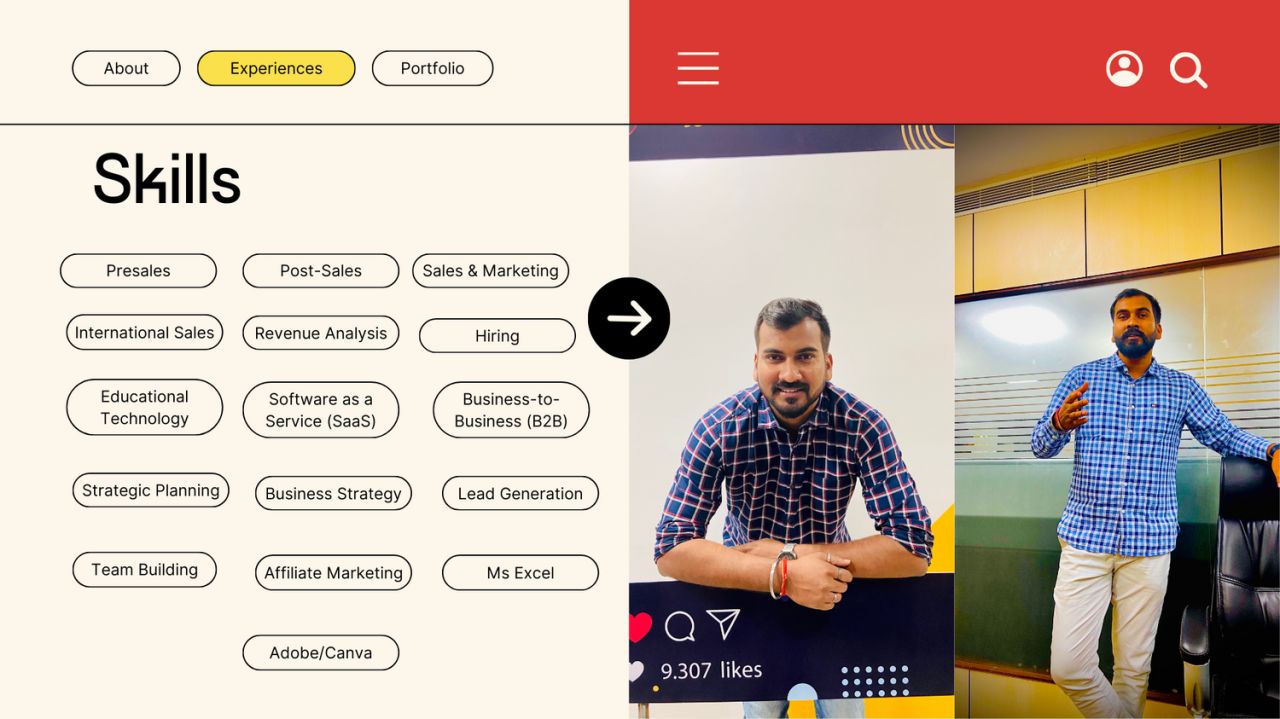 About
Experiences
Portfolio
Skills
Presales
Post-Sales
Sales & Marketing
International Sales
Revenue Analysis
Hiring
Educational
Technology
Software as a
Service (SaaS)
Business-to-
Business (B2B)
Strategic Planning
Business Strategy
Lead Generation
Team Building
Affiliate Marketing
Ms Excel
Adobe/Canva
9.307 likes